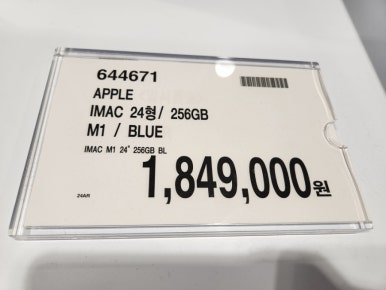 644671
APPLE
IMAC 24형/ 256GB
M1 / BLUE
IMAC M1 24" 256GB BL
1,849,000원
24AR